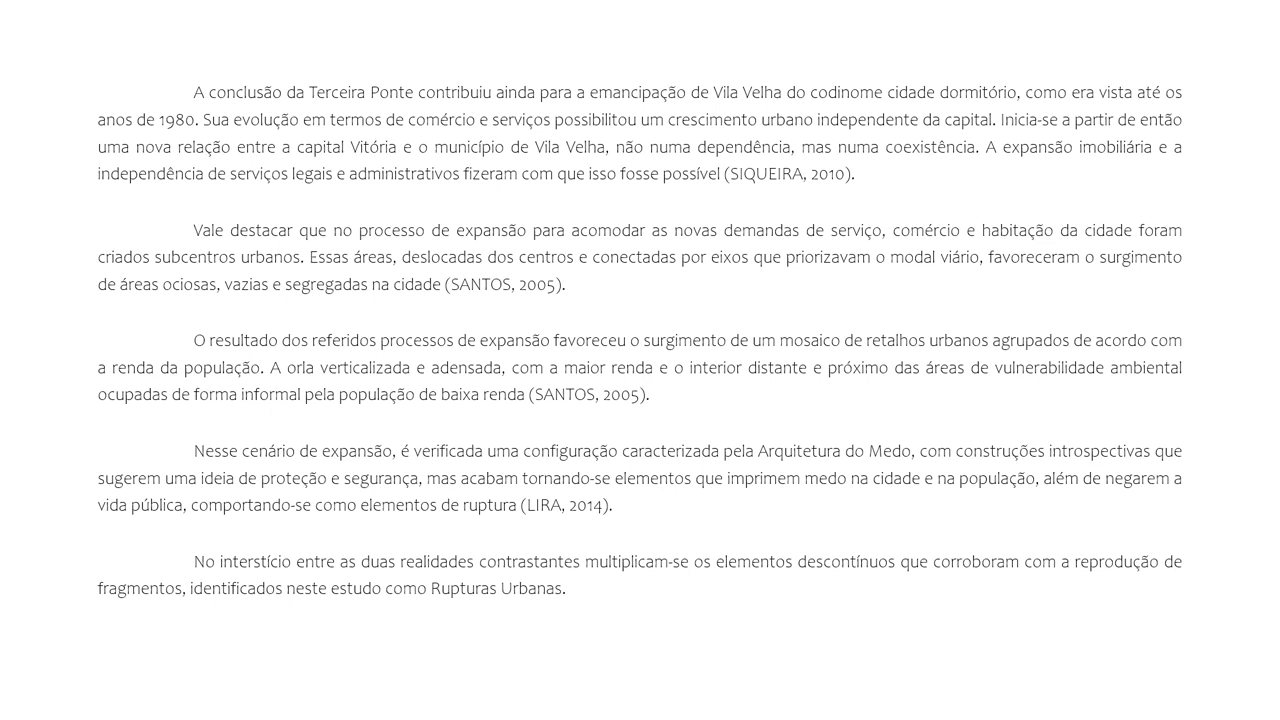 A conclusão da Terceira Ponte contribuiu ainda para a emancipação de Vila Velha do codinome cidade dormitório, como era vista até os
anos de 1980. Sua evolução em termos de comércio e serviços possibilitou um crescimento urbano independente da capital. Inicia-se a partir de então
uma nova relação entre a capital Vitória e o município de Vila Velha, não numa dependência, mas numa coexistência. A expansão imobiliária e a
independência de serviços legais e administrativos fizeram com que isso fosse possível (SIQUEIRA, 2010).
Vale destacar que no processo de expansão para acomodar as novas demandas de serviço, comércio e habitação da cidade foram
criados subcentros urbanos. Essas áreas, deslocadas dos centros e conectadas por eixos que priorizavam o modal viário, favoreceram o surgimento
de áreas ociosas, vazias e segregadas na cidade (SANTOS, 2005).
O resultado dos referidos processos de expansão favoreceu o surgimento de um mosaico de retalhos urbanos agrupados de acordo com
a renda da população. A orla verticalizada e adensada, com a maior renda e o interior distante e próximo das áreas de vulnerabilidade ambiental
ocupadas de forma informal pela população de baixa renda (SANTOS, 2005).
Nesse cenário de expansão, é verificada uma configuração caracterizada pela Arquitetura do Medo, com construções introspectivas que
sugerem uma ideia de proteção e segurança, mas acabam tornando-se elementos que imprimem medo na cidade e na população, além de negarem a
vida pública, comportando-se como elementos de ruptura (LIRA, 2014).
No interstício entre as duas realidades contrastantes multiplicam-se os elementos descontínuos que corroboram com a reprodução de
fragmentos, identificados neste estudo como Rupturas Urbanas.